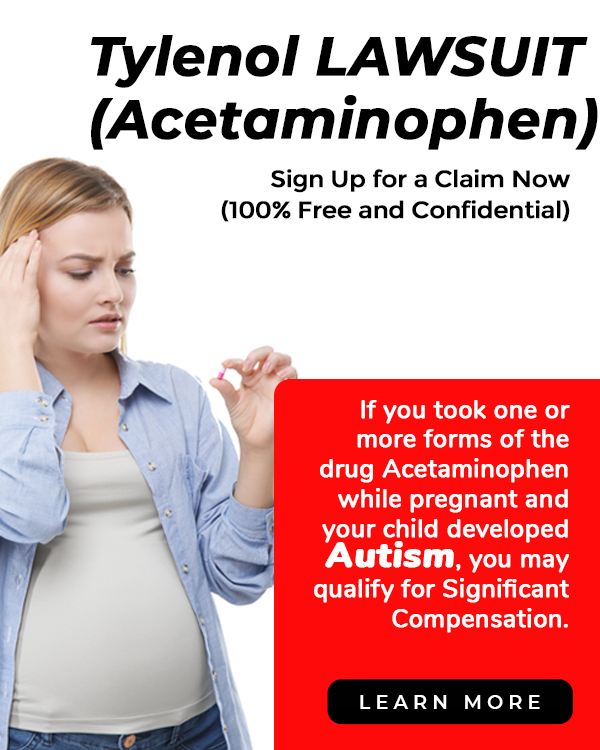 Tylenol LAWSUIT
(Acetaminophen)
Sign Up for a Claim Now
(100% Free and Confidential)
If you took one or
more forms of the
drug Acetaminophen
while pregnant and
your child developed
Autism, you may
qualify for Significant
Compensation.
LEARN MORE